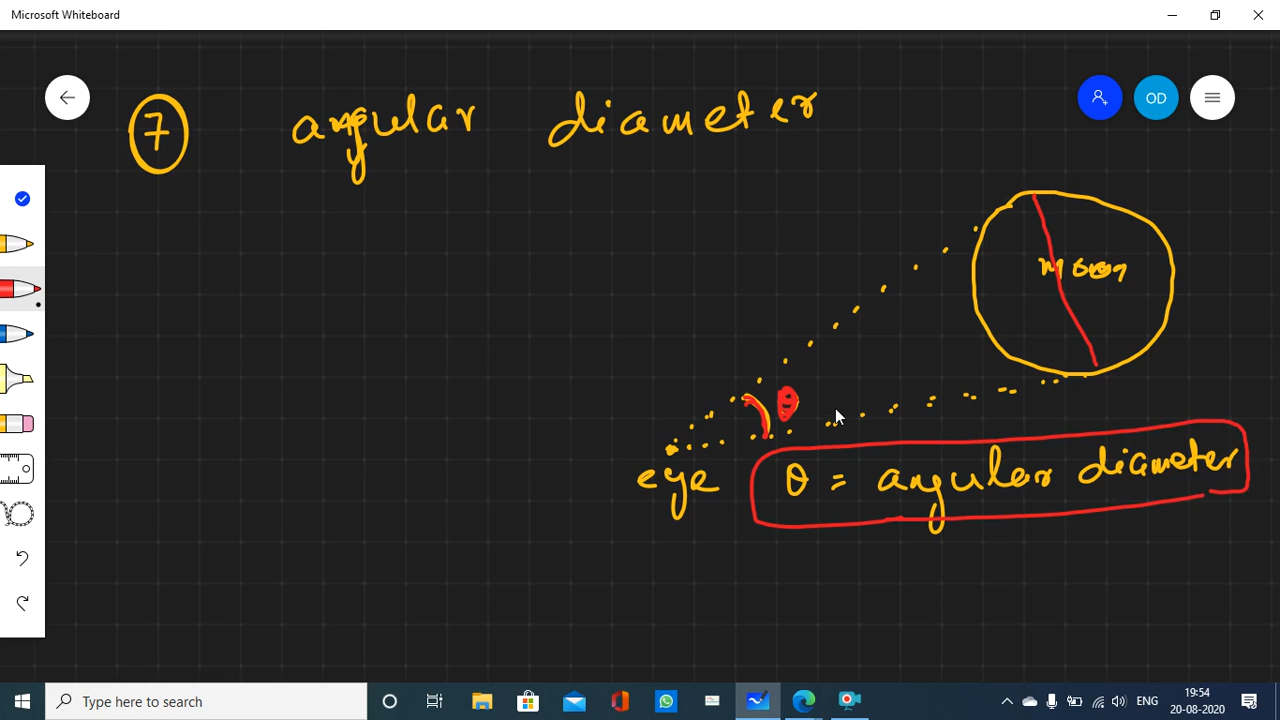 Microsoft Whiteboard
7 angular diameter
OD
moon
θ
eye
θ = angular diameter
Type here to search
ENG
19:54
20-08-2020